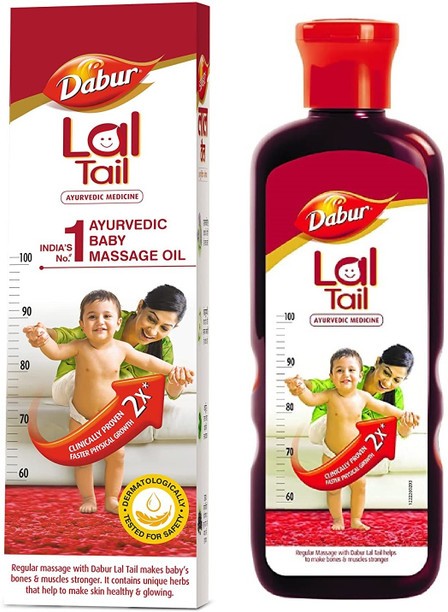 Dabur
Lal
Tail
AYURVEDIC MEDICINE
INDIA'S
No.
1
AYURVEDIC
BABY
MASSAGE OIL
100
90
80
70
60
CLINICALLY PROVEN
FASTER PHYSICAL GROWTH
2X*
DERMATOLOGICALLY
TESTED FOR SAFETY
Regular massage with Dabur Lal Tail makes baby's
bones & muscles stronger. It contains unique herbs
that help to make skin healthy & glowing.
Dabur
Lal
Tail
AYURVEDIC MEDICINE
100
90
80
70
60
CLINICALLY PROVEN
FASTER PHYSICAL GROWTH
2X*
Regular Massage with Dabur Lal Tail helps
to make bones & muscles stronger.